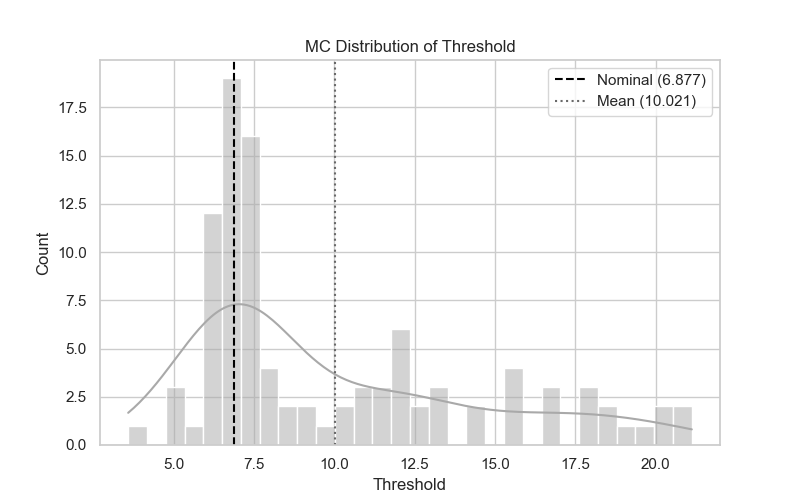 MC Distribution of Threshold
Nominal (6.877)
Mean (10.021)
Count
17.5
15.0
12.5
10.0
7.5
5.0
2.5
0.0
5.0 7.5 10.0 12.5 15.0 17.5 20.0
Threshold